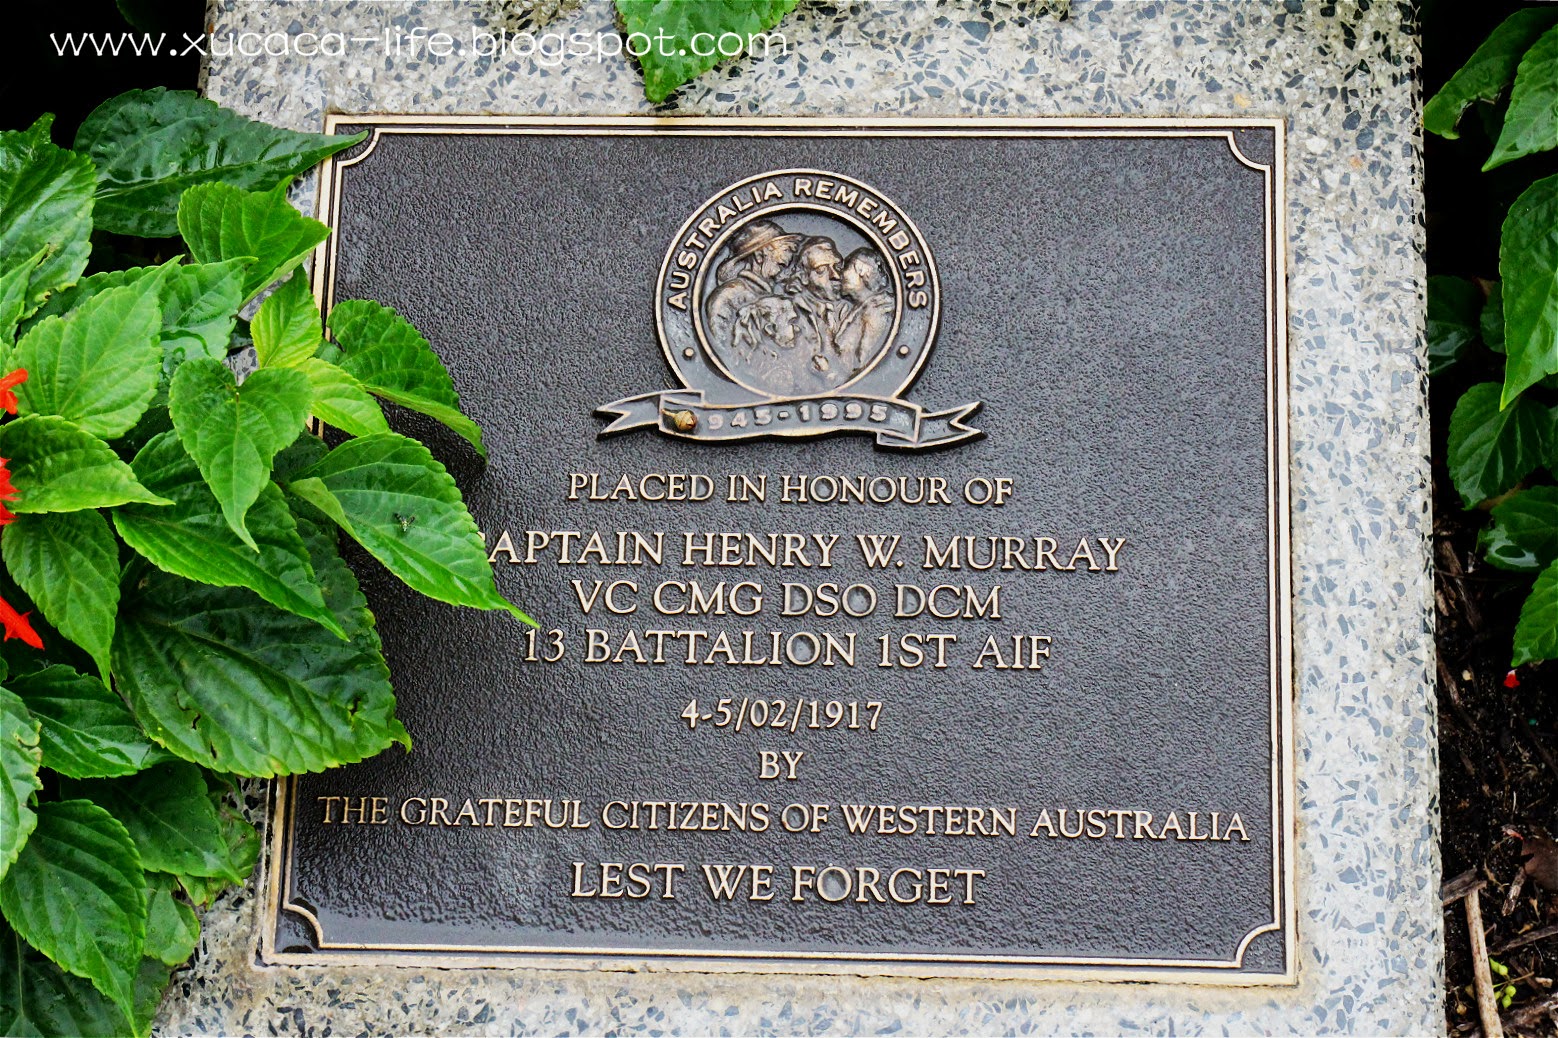 www.xucaca-life.blogspot.com
AUSTRALIA REMEMBERS
945-1995
PLACED IN HONOUR OF
APTAIN HENRY W. MURRAY
VC CMG DSO DCM
13 BATTALION 1ST AIF
4-5/02/1917
BY
THE GRATEFUL CITIZENS OF WESTERN AUSTRALIA
LEST WE FORGET